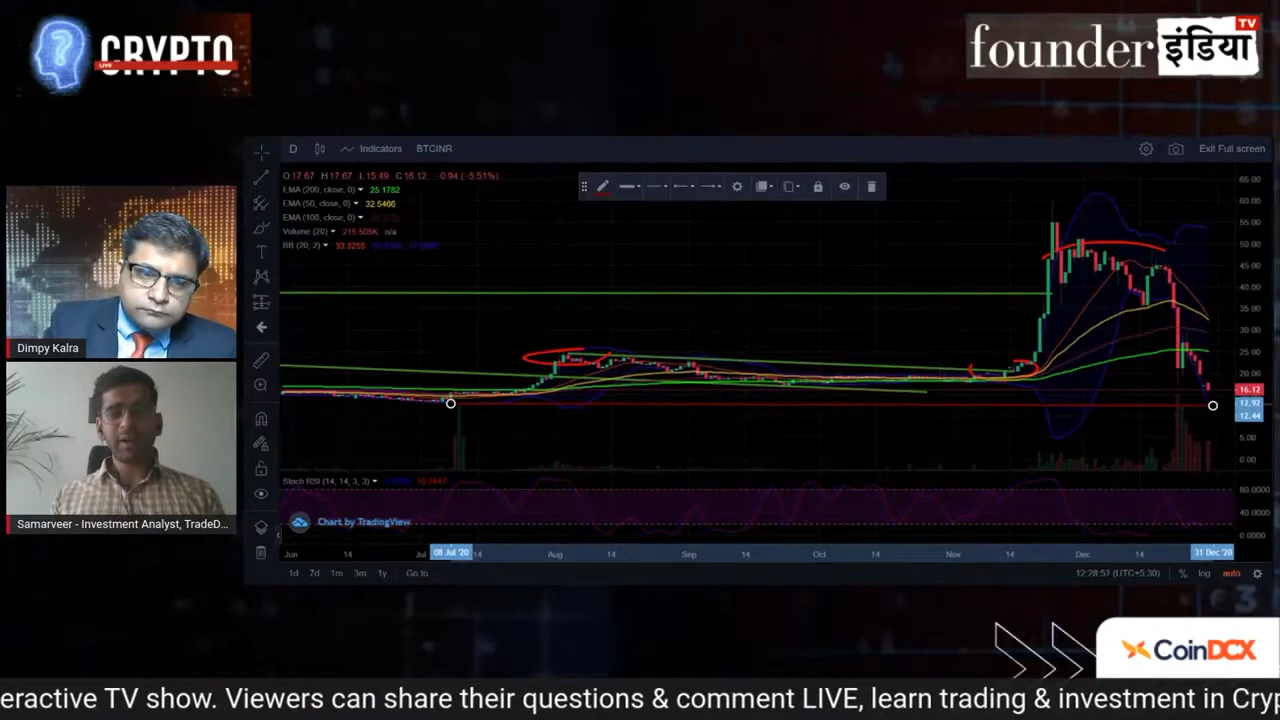 CRYPTO
LIVE
founder इंडिया TV
D Indicators BTCINR Exit Full screen
O 17.67 H 17.67 L 15.49 C 16.12 -0.94 (-5.51%)
EMA (200, close, 0) 25.1782
EMA (50, close, 0) 32.5466
EMA (100, close, 0)
Volume (20) 215.505K n/a
BB (20, 2) 33.3255
65.00
60.00
55.00
50.00
45.00
40.00
35.00
30.00
25.00
20.00
16.12
12.92
12.44
5.00
0.00
Dimpy Kalra
Samarveer - Investment Analyst, TradeD...
Stoch RSI (14, 14, 3, 3)
80.0000
40.0000
0.0000
Chart by TradingView
Jun 14 Jul 08 Jul '20 14 Aug 14 Sep 14 Oct 14 Nov 14 Dec 14 31 Dec '20
1d 7d 1m 3m 1y Go to
(UTC+5:30) % log auto
CoinDCX
eractive TV show. Viewers can share their questions & comment LIVE, learn trading & investment in Cryp